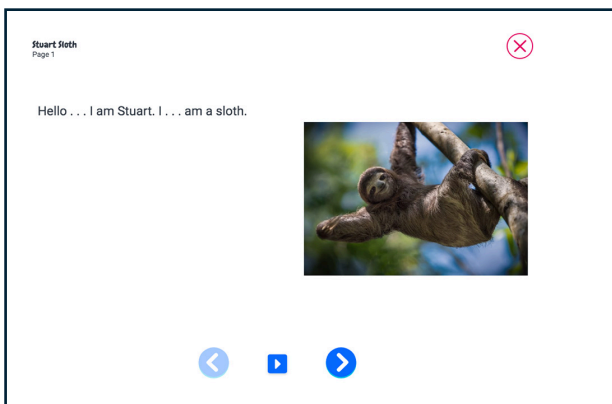 Stuart Sloth
Page 1
Hello . . . I am Stuart. I . . . am a sloth.